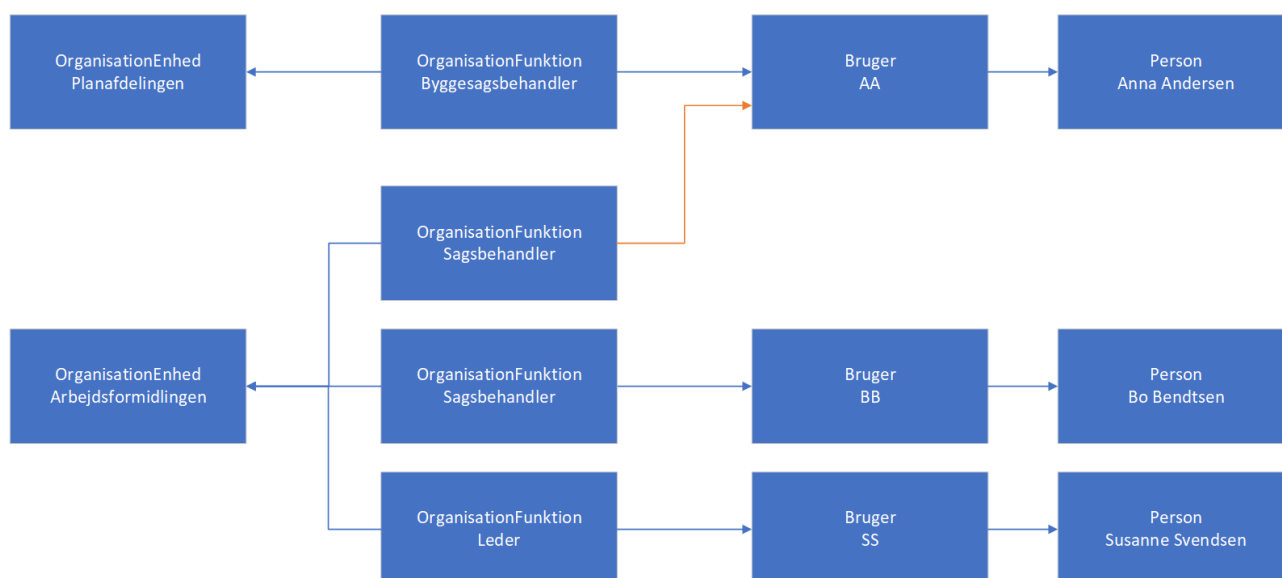 OrganisationEnhed
Planafdelingen
OrganisationFunktion
Byggesagsbehandler
Bruger
AA
Person
Anna Andersen
OrganisationFunktion
Sagsbehandler
OrganisationEnhed
Arbejdsformidlingen
OrganisationFunktion
Sagsbehandler
Bruger
BB
Person
Bo Bendtsen
OrganisationFunktion
Leder
Bruger
SS
Person
Susanne Svendsen